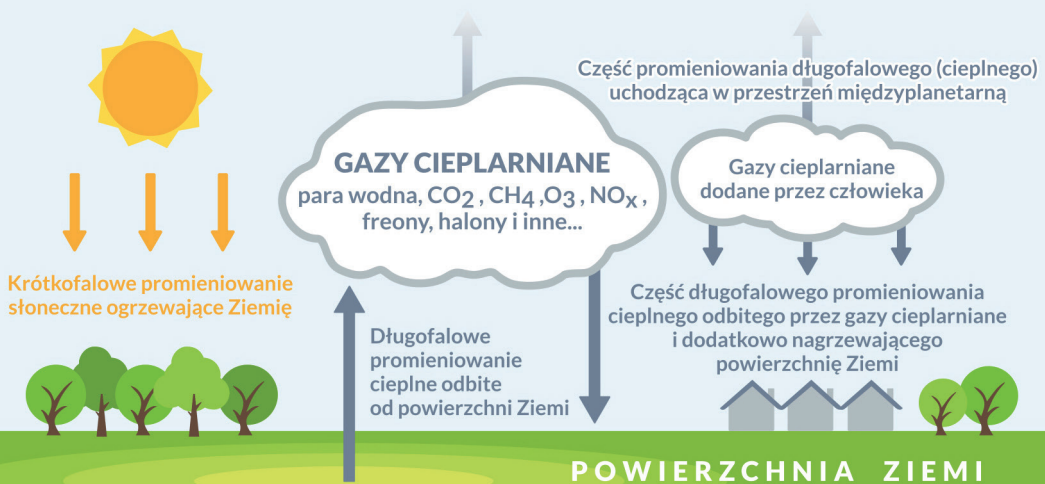 Część promieniowania długofalowego (cieplnego)
uchodząca w przestrzeń międzyplanetarną
GAZY CIEPLARNIANE
para wodna, CO2 , CH4 ,O3 , NOx ,
freony, halony i inne...
Gazy cieplarniane
dodane przez człowieka
Krótkofalowe promieniowanie
słoneczne ogrzewające Ziemię
Długofalowe
promieniowanie
cieplne odbite
od powierzchni Ziemi
Część długofalowego promieniowania
cieplnego odbitego przez gazy cieplarniane
i dodatkowo nagrzewającego
powierzchnię Ziemi
POWIERZCHNIA ZIEMI